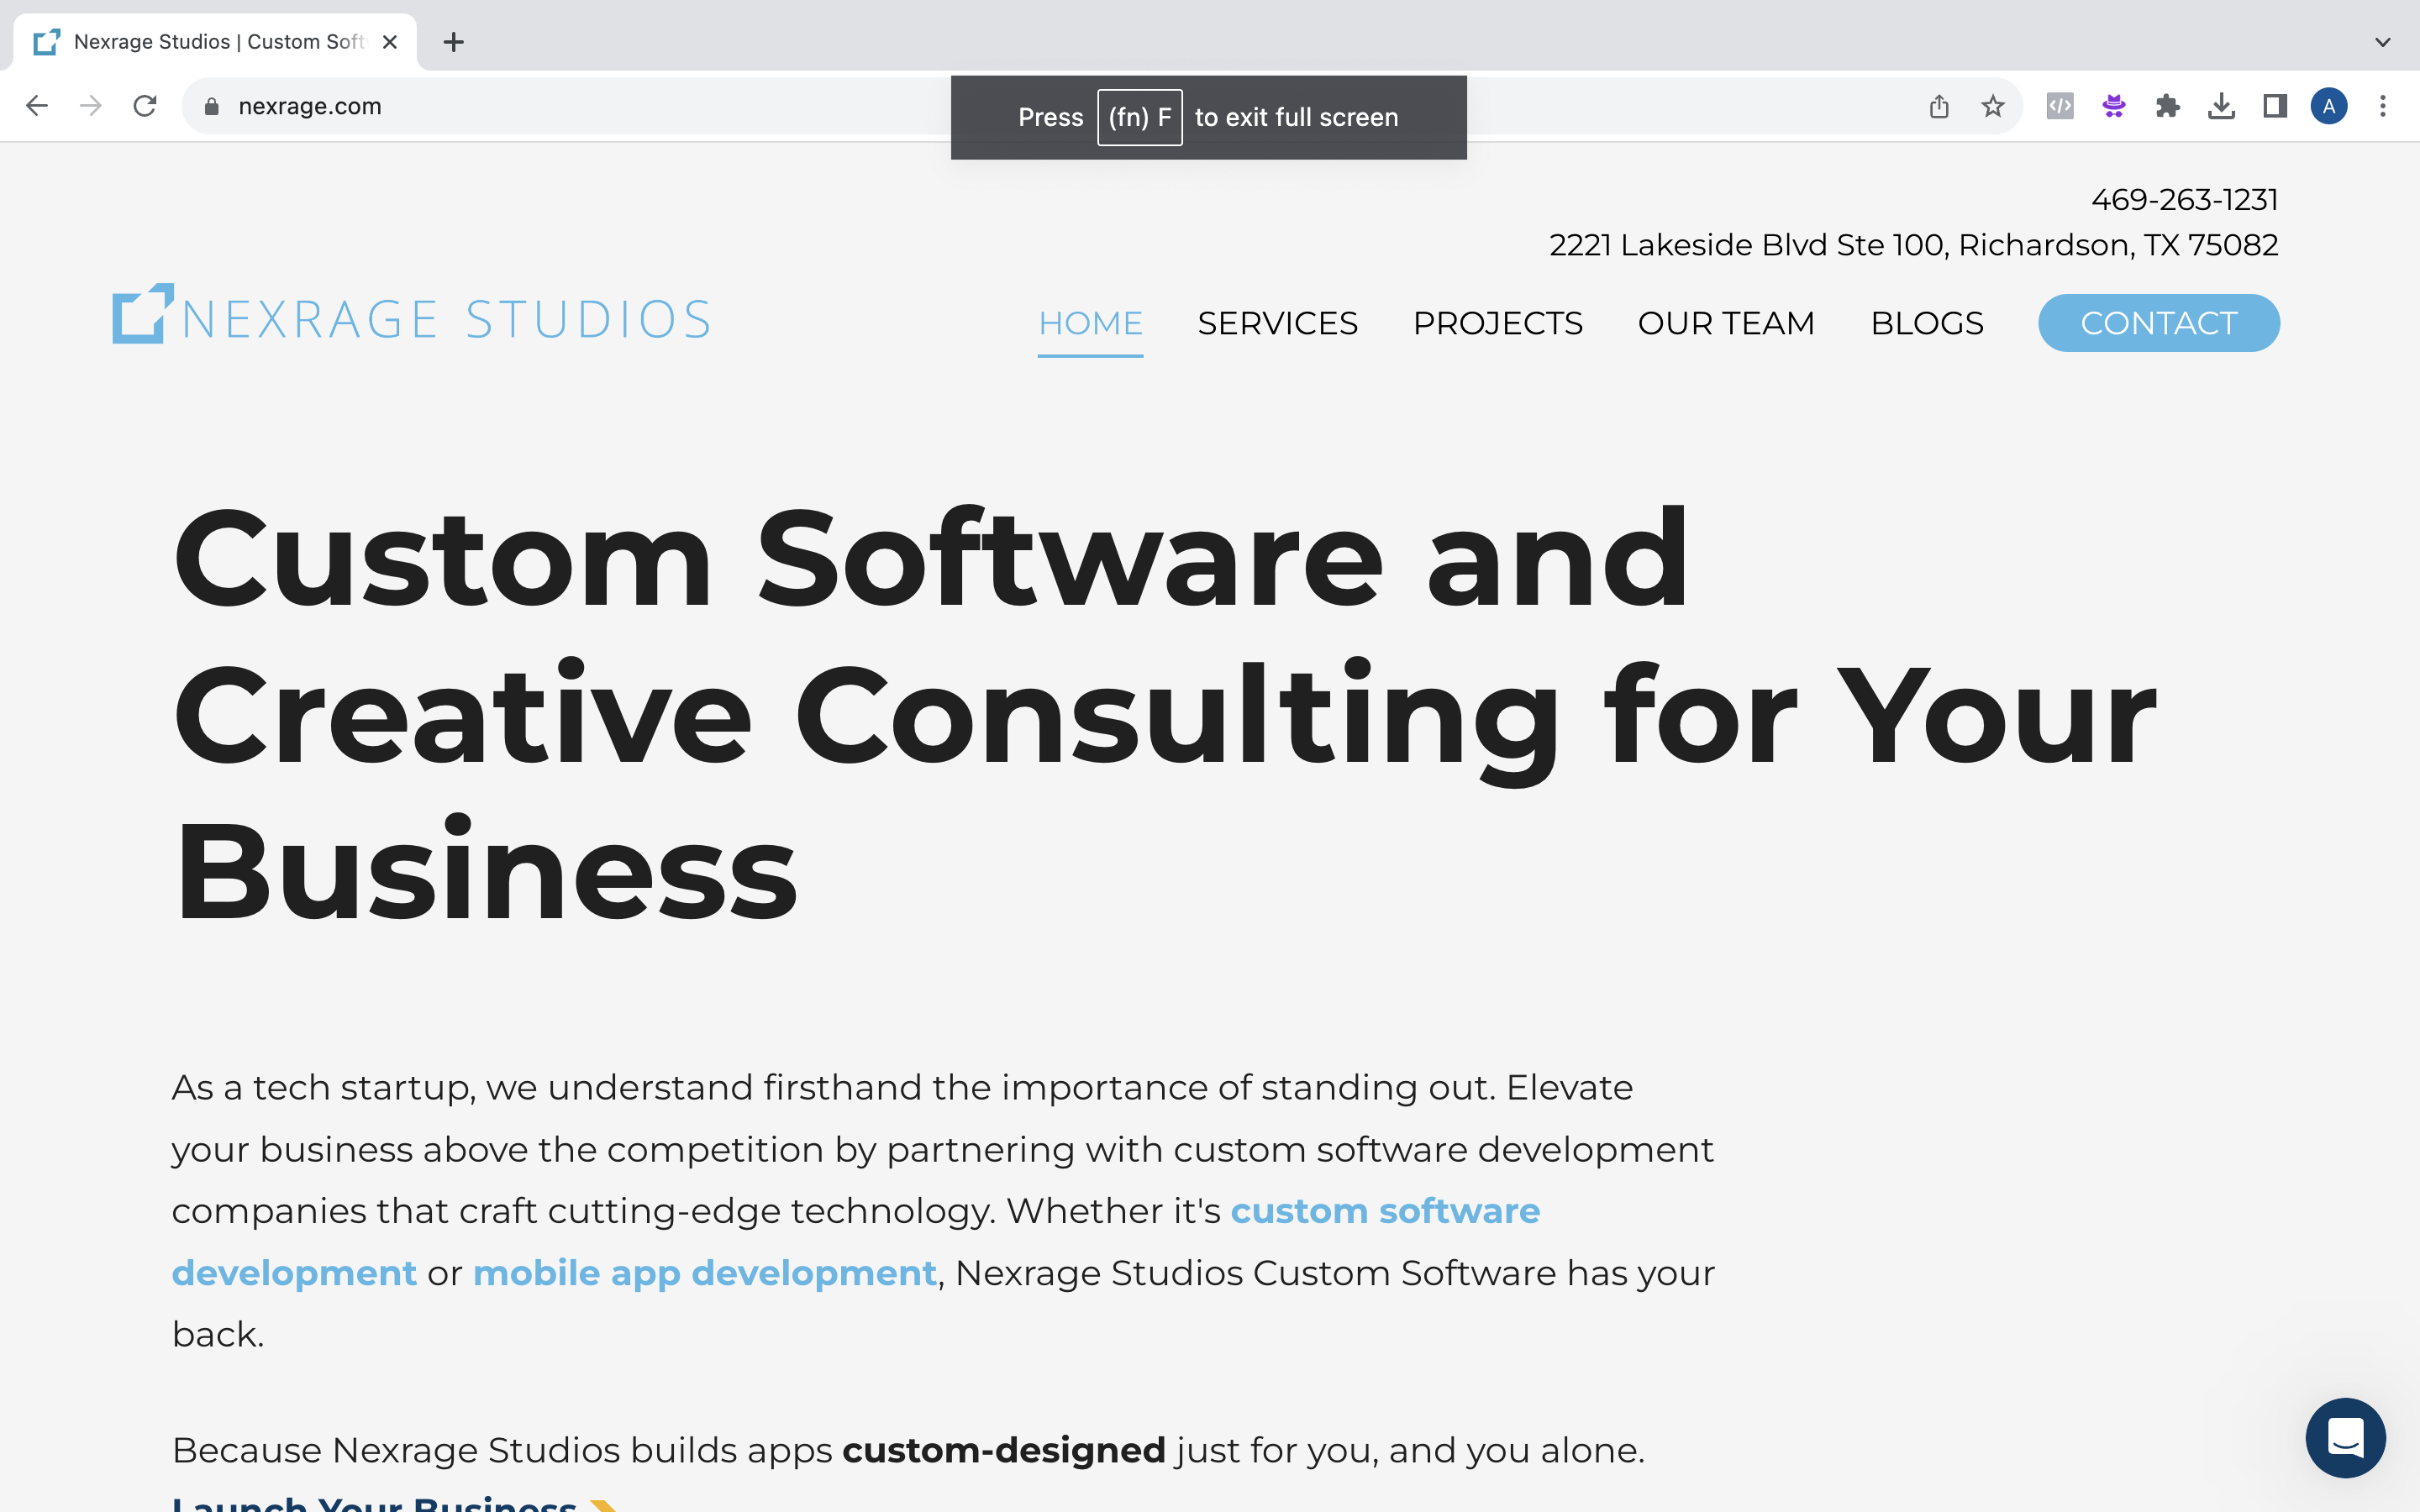 Nexrage Studios | Custom Soft
nexrage.com
Press (fn) F to exit full screen
A
469-263-1231
2221 Lakeside Blvd Ste 100, Richardson, TX 75082
NEXRAGE STUDIOS
HOME SERVICES PROJECTS OUR TEAM BLOGS CONTACT
Custom Software and
Creative Consulting for Your
Business
As a tech startup, we understand firsthand the importance of standing out. Elevate
your business above the competition by partnering with custom software development
companies that craft cutting-edge technology. Whether it's custom software
development or mobile app development, Nexrage Studios Custom Software has your
back.
Because Nexrage Studios builds apps custom-designed just for you, and you alone.
Launch Your Business